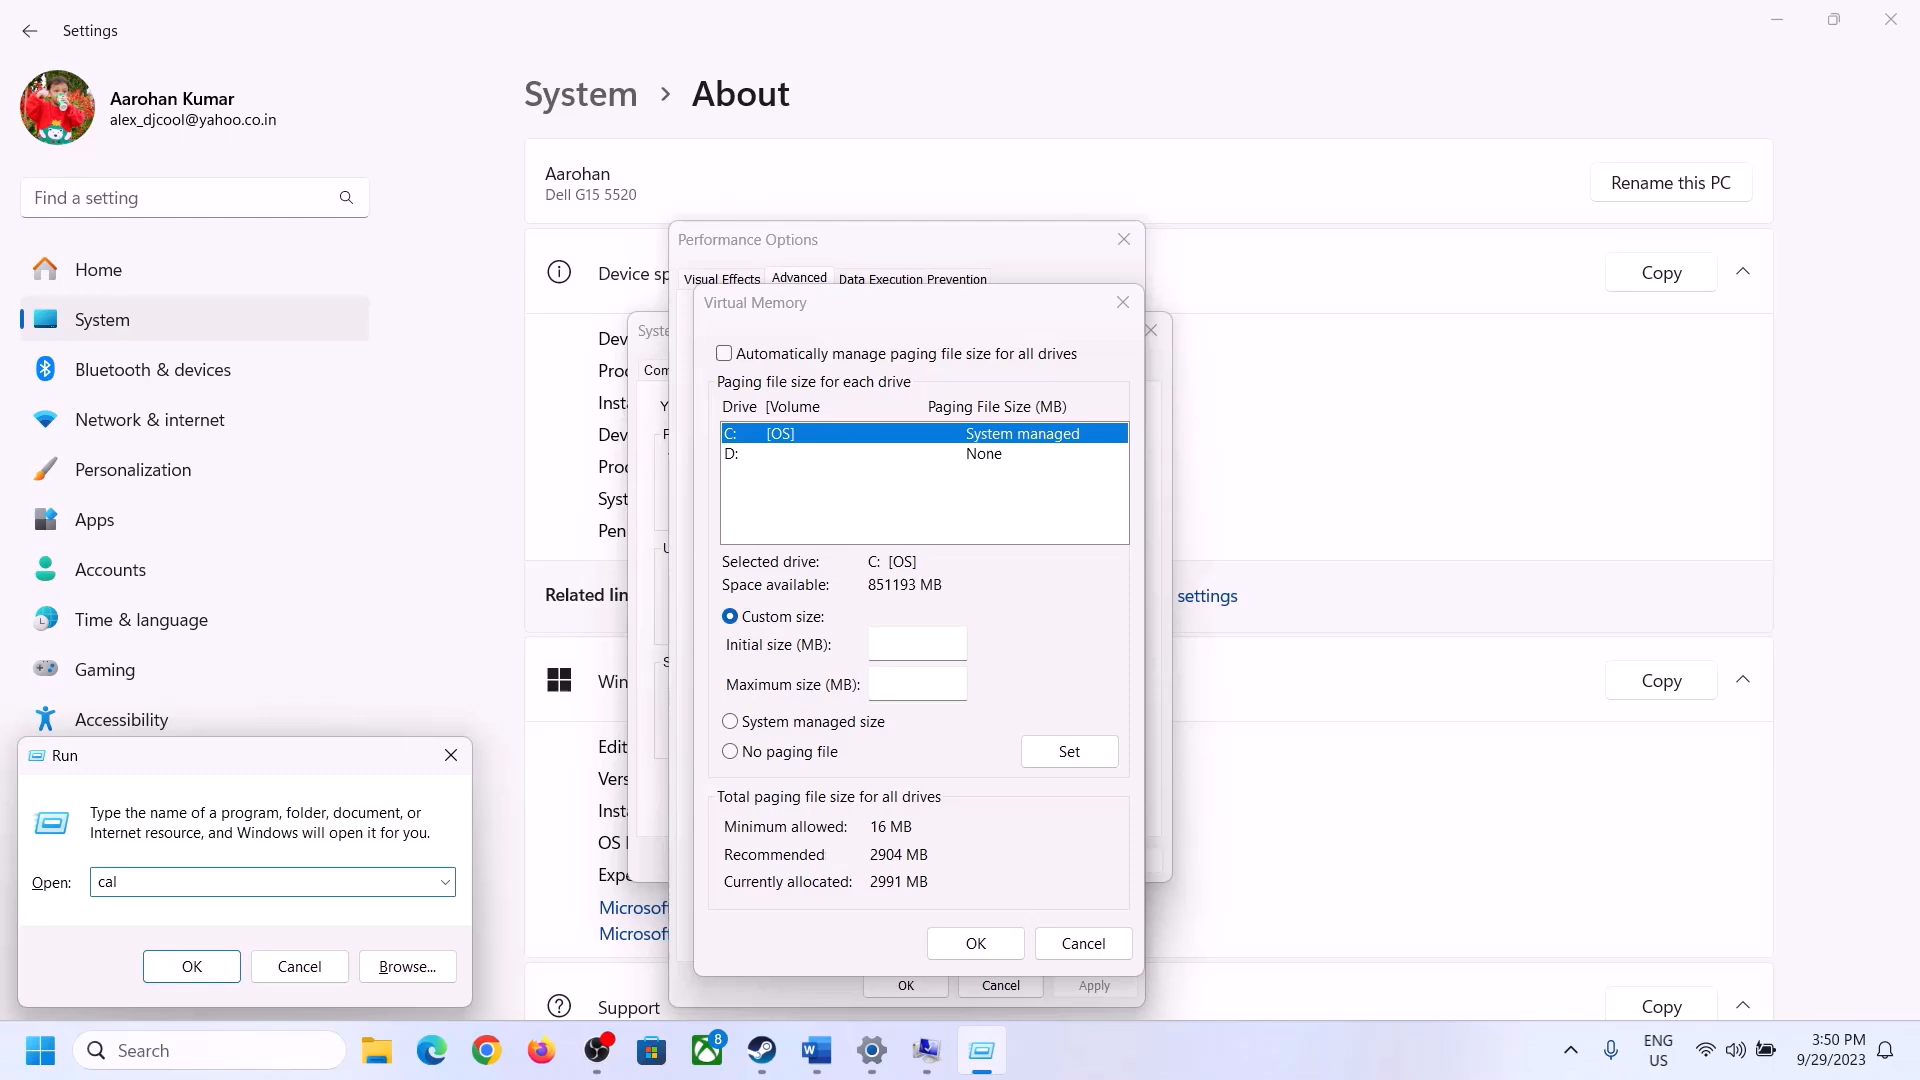 Settings
Aarohan Kumar
alex_djcool@yahoo.co.in
Find a setting
Home
System
Bluetooth & devices
Network & internet
Personalization
Apps
Accounts
Time & language
Gaming
Accessibility
System > About
Aarohan
Dell G15 5520
Rename this PC
Device sp
Copy
Dev
Proc
Insta
Dev
Prod
Syst
Pen
Related lin
settings
Win
Copy
Edit
Vers
Insta
OS
Expe
Microsof
Microsof
Support
Copy
Syste
Com
Performance Options
Visual Effects
Advanced
Data Execution Prevention
OK
Cancel
Apply
Virtual Memory
Automatically manage paging file size for all drives
Paging file size for each drive
Drive [Volume Paging File Size (MB)
C: [OS] System managed
D: None
Selected drive: C: [OS]
Space available: 851193 MB
Custom size:
Initial size (MB):
Maximum size (MB):
System managed size
No paging file
Set
Total paging file size for all drives
Minimum allowed: 16 MB
Recommended 2904 MB
Currently allocated: 2991 MB
OK
Cancel
Run
Type the name of a program, folder, document, or
Internet resource, and Windows will open it for you.
Open: cal
OK
Cancel
Browse...
Search
8
ENG
US
3:50 PM
9/29/2023